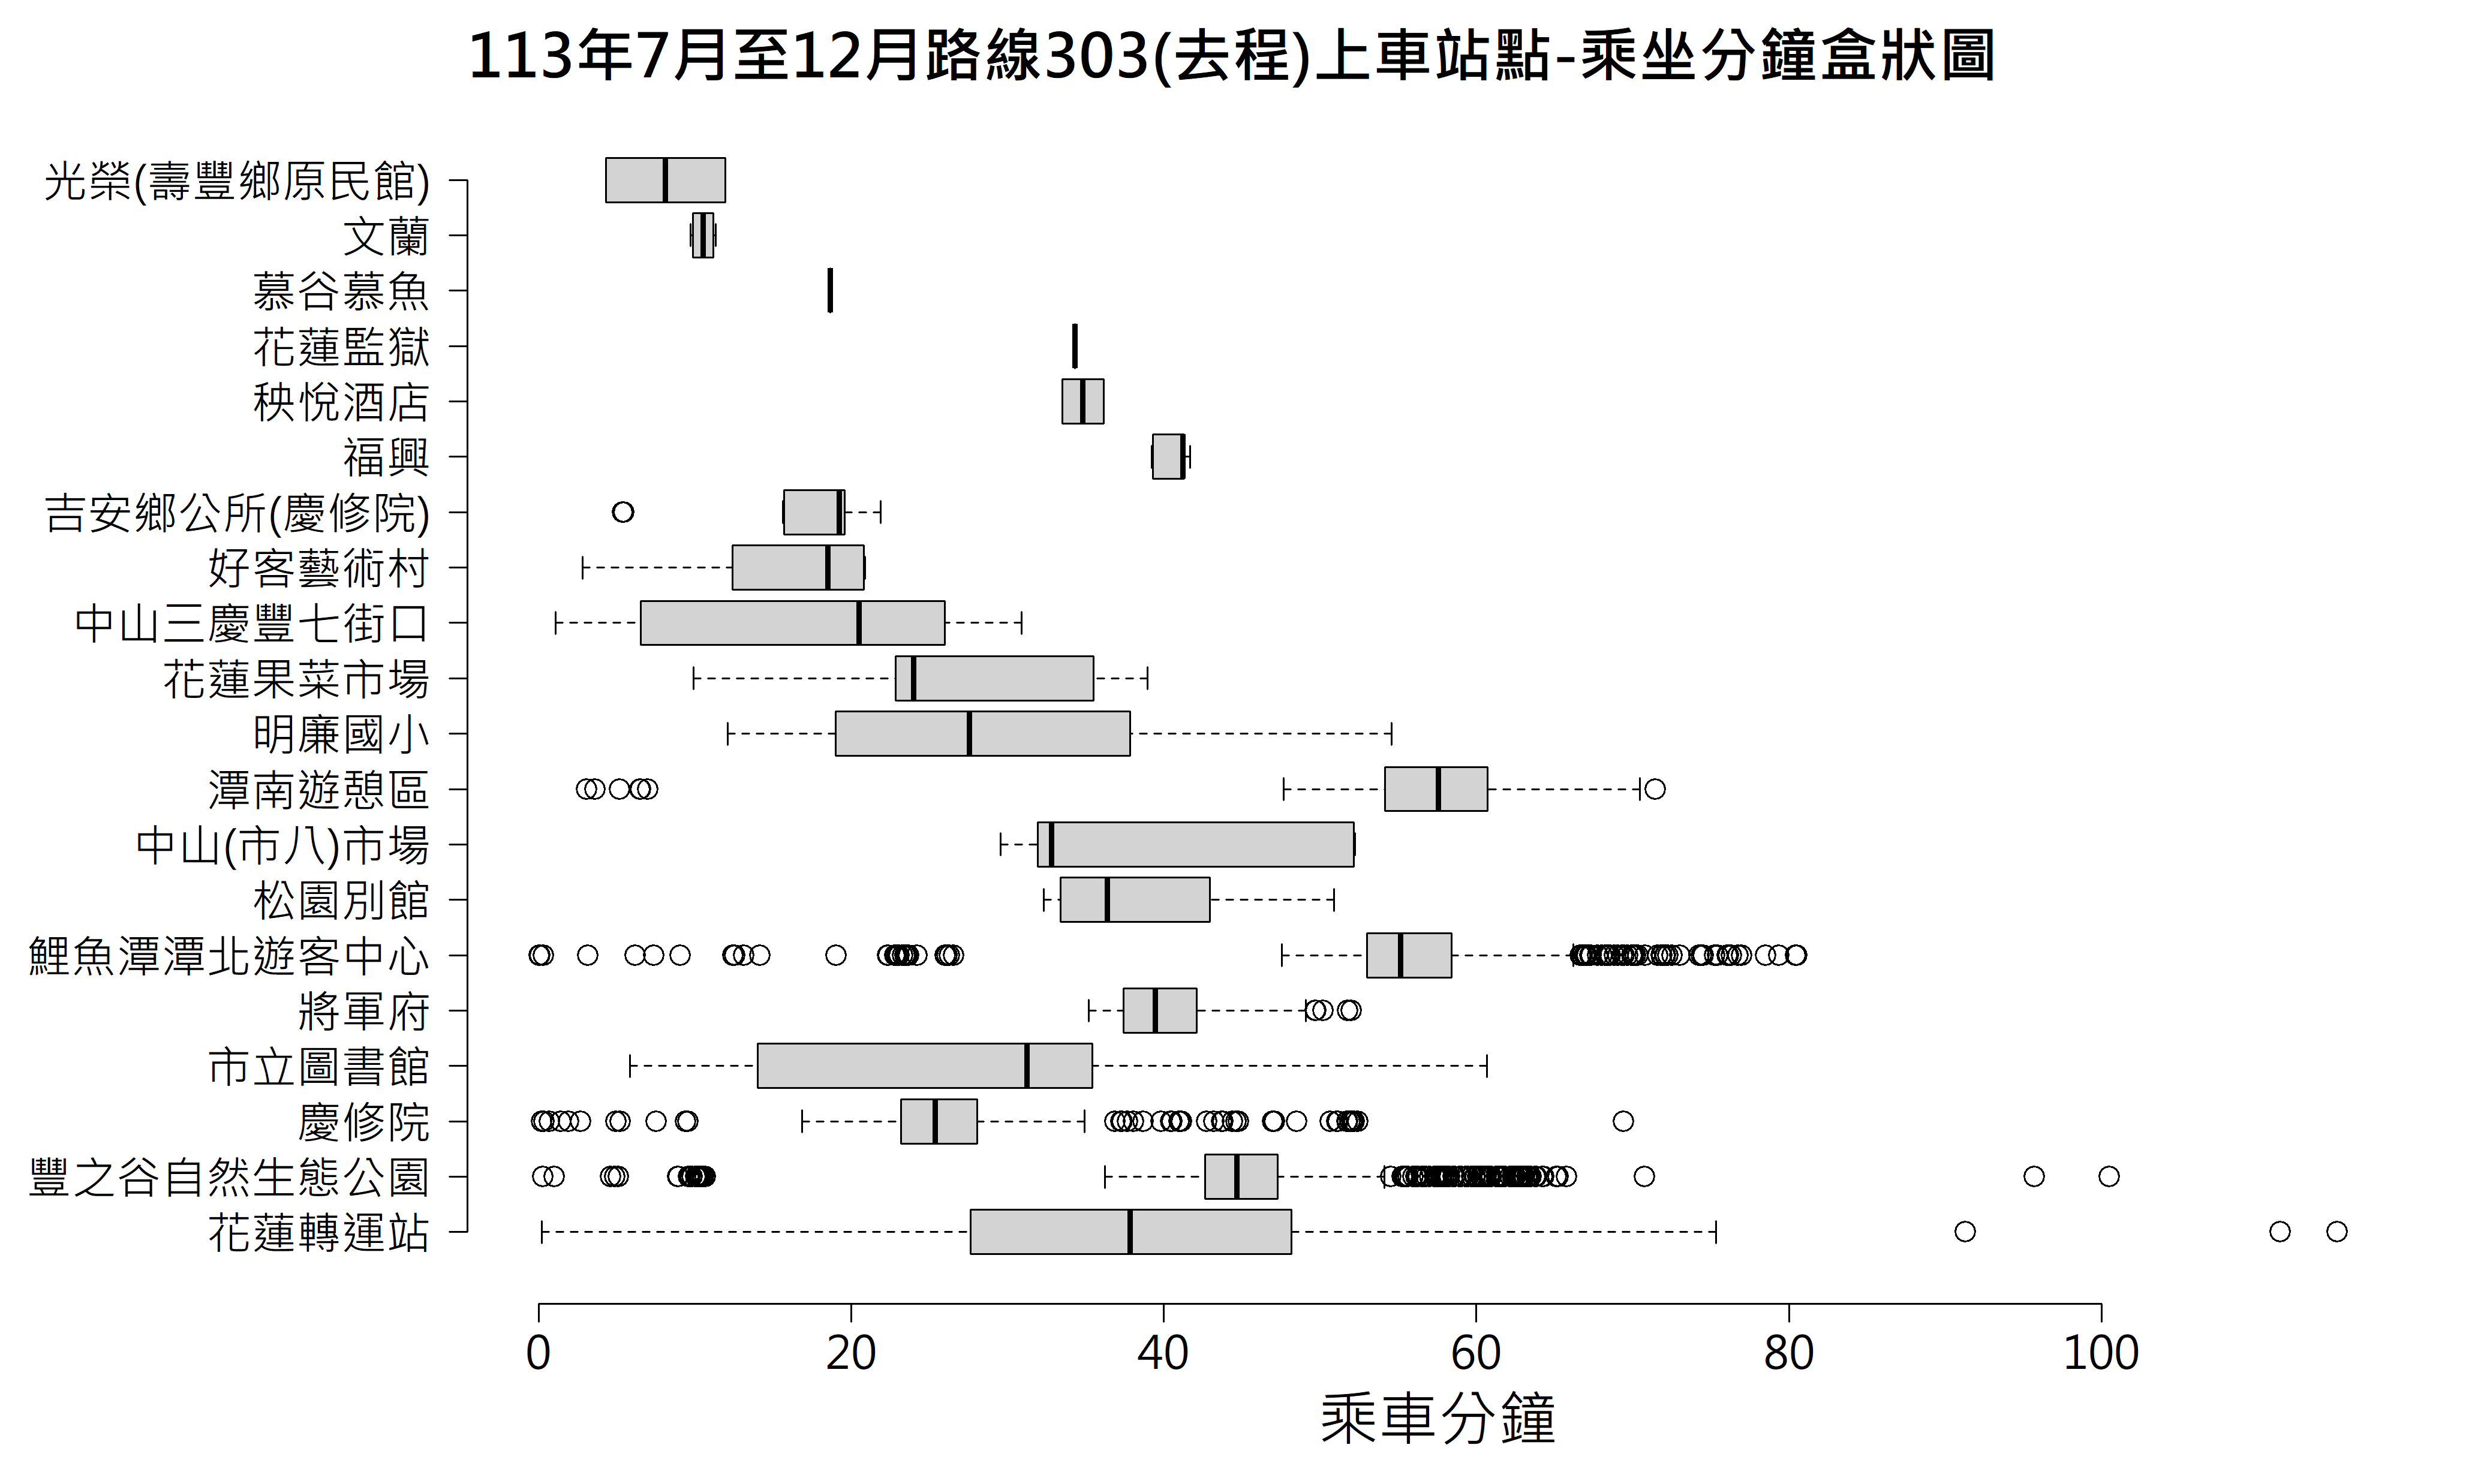 113年7月至12月路線303(去程)上車站點-乘坐分鐘盒狀圖
光榮(壽豐鄉原民館)
文蘭
慕谷慕魚
花蓮監獄
秧悅酒店
福興
吉安鄉公所(慶修院)
好客藝術村
中山三慶豐七街口
花蓮果菜市場
明廉國小
潭南遊憩區
中山(市八)市場
松園別館
鯉魚潭潭北遊客中心
將軍府
市立圖書館
慶修院
豐之谷自然生態公園
花蓮轉運站
0 20 40 60 80 100
乘車分鐘